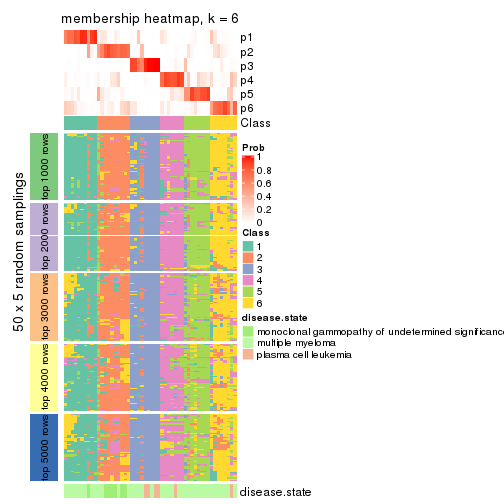 membership heatmap, k = 6
p1
p2
p3
p4
p5
p6
Class
Prob
1
0.8
0.6
0.4
0.2
0
Class
1
2
3
4
5
6
disease.state
monoclonal gammopathy of undetermined significance
multiple myeloma
plasma cell leukemia
50 x 5 random samplings
top 1000 rows
top 2000 rows
top 3000 rows
top 4000 rows
top 5000 rows
disease.state